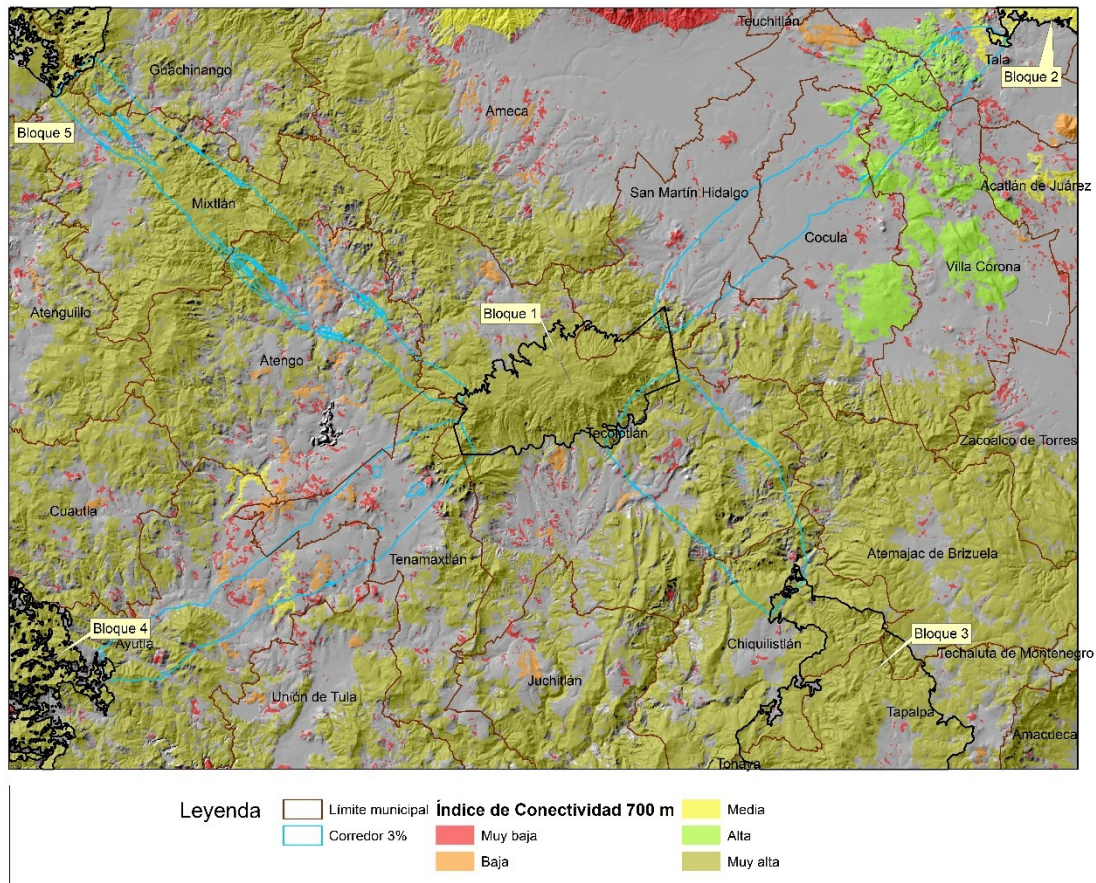 Teuchitlán
Tala
Bloque 2
Guachinango
Ameca
Bloque 5
San Martín Hidalgo
Acatlán de Juárez
Mixtlán
Cocula
Villa Corona
Atenguillo
Bloque 1
Atengo
Tecolotlán
Zacoalco de Torres
Cuautla
Tenamaxtlán
Atemajac de Brizuela
Bloque 4
Ayutla
Chiquilistlán
Bloque 3
Techaluta de Montenegro
Juchitlán
Unión de Tula
Tapalpa
Amacueca
Tonaya
Leyenda
Límite municipal
Corredor 3%
Índice de Conectividad 700 m
Muy baja
Baja
Media
Alta
Muy alta